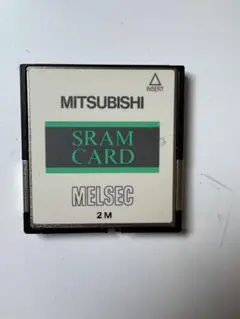 INSERT
MITSUBISHI
SRAM
CARD
MELSEC
2M